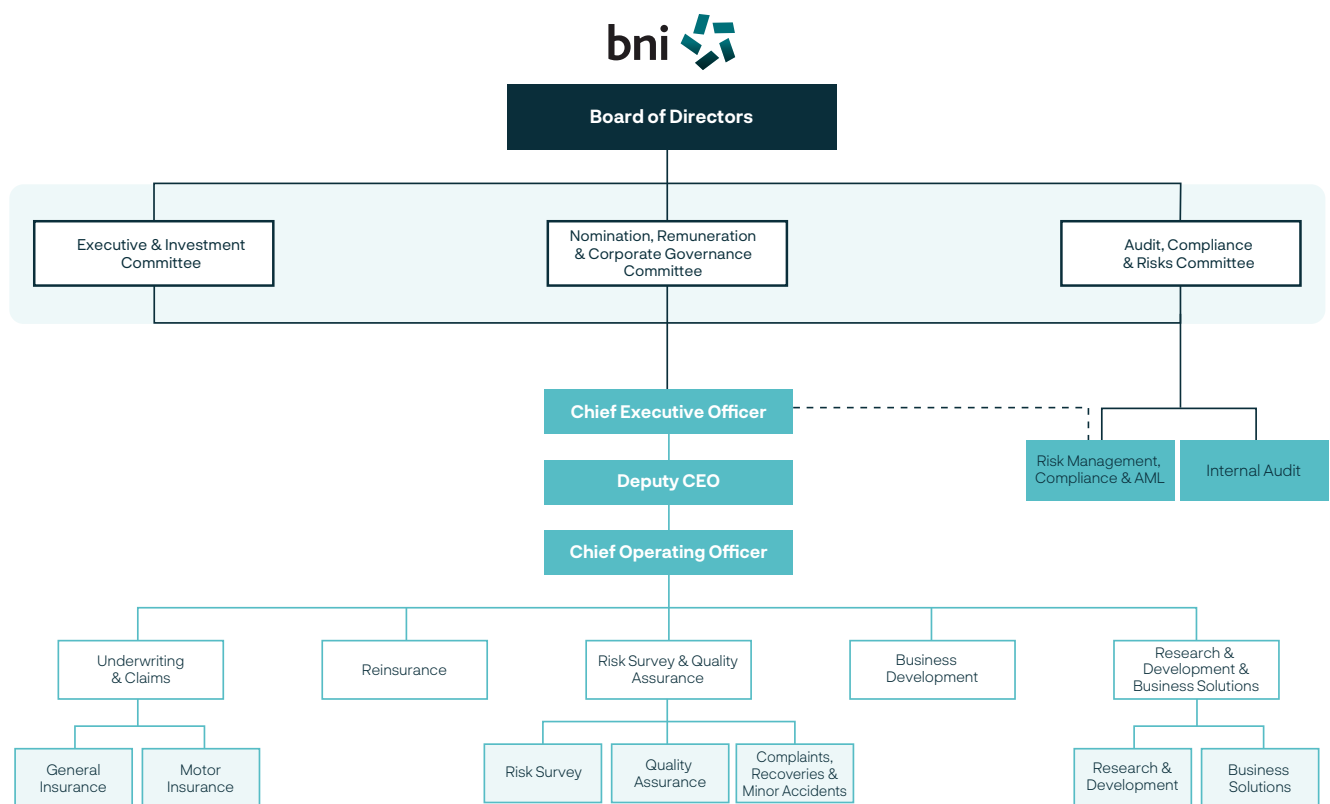 bni
Board of Directors
Executive & Investment
Committee
Nomination, Remuneration
& Corporate Governance
Committee
Audit, Compliance
& Risks Committee
Chief Executive Officer
Risk Management,
Compliance & AML
Internal Audit
Deputy CEO
Chief Operating Officer
Underwriting
& Claims
Reinsurance
Risk Survey & Quality
Assurance
Business
Development
Research &
Development &
Business Solutions
General
Insurance
Motor
Insurance
Risk Survey
Quality
Assurance
Complaints,
Recoveries &
Minor Accidents
Research &
Development
Business
Solutions